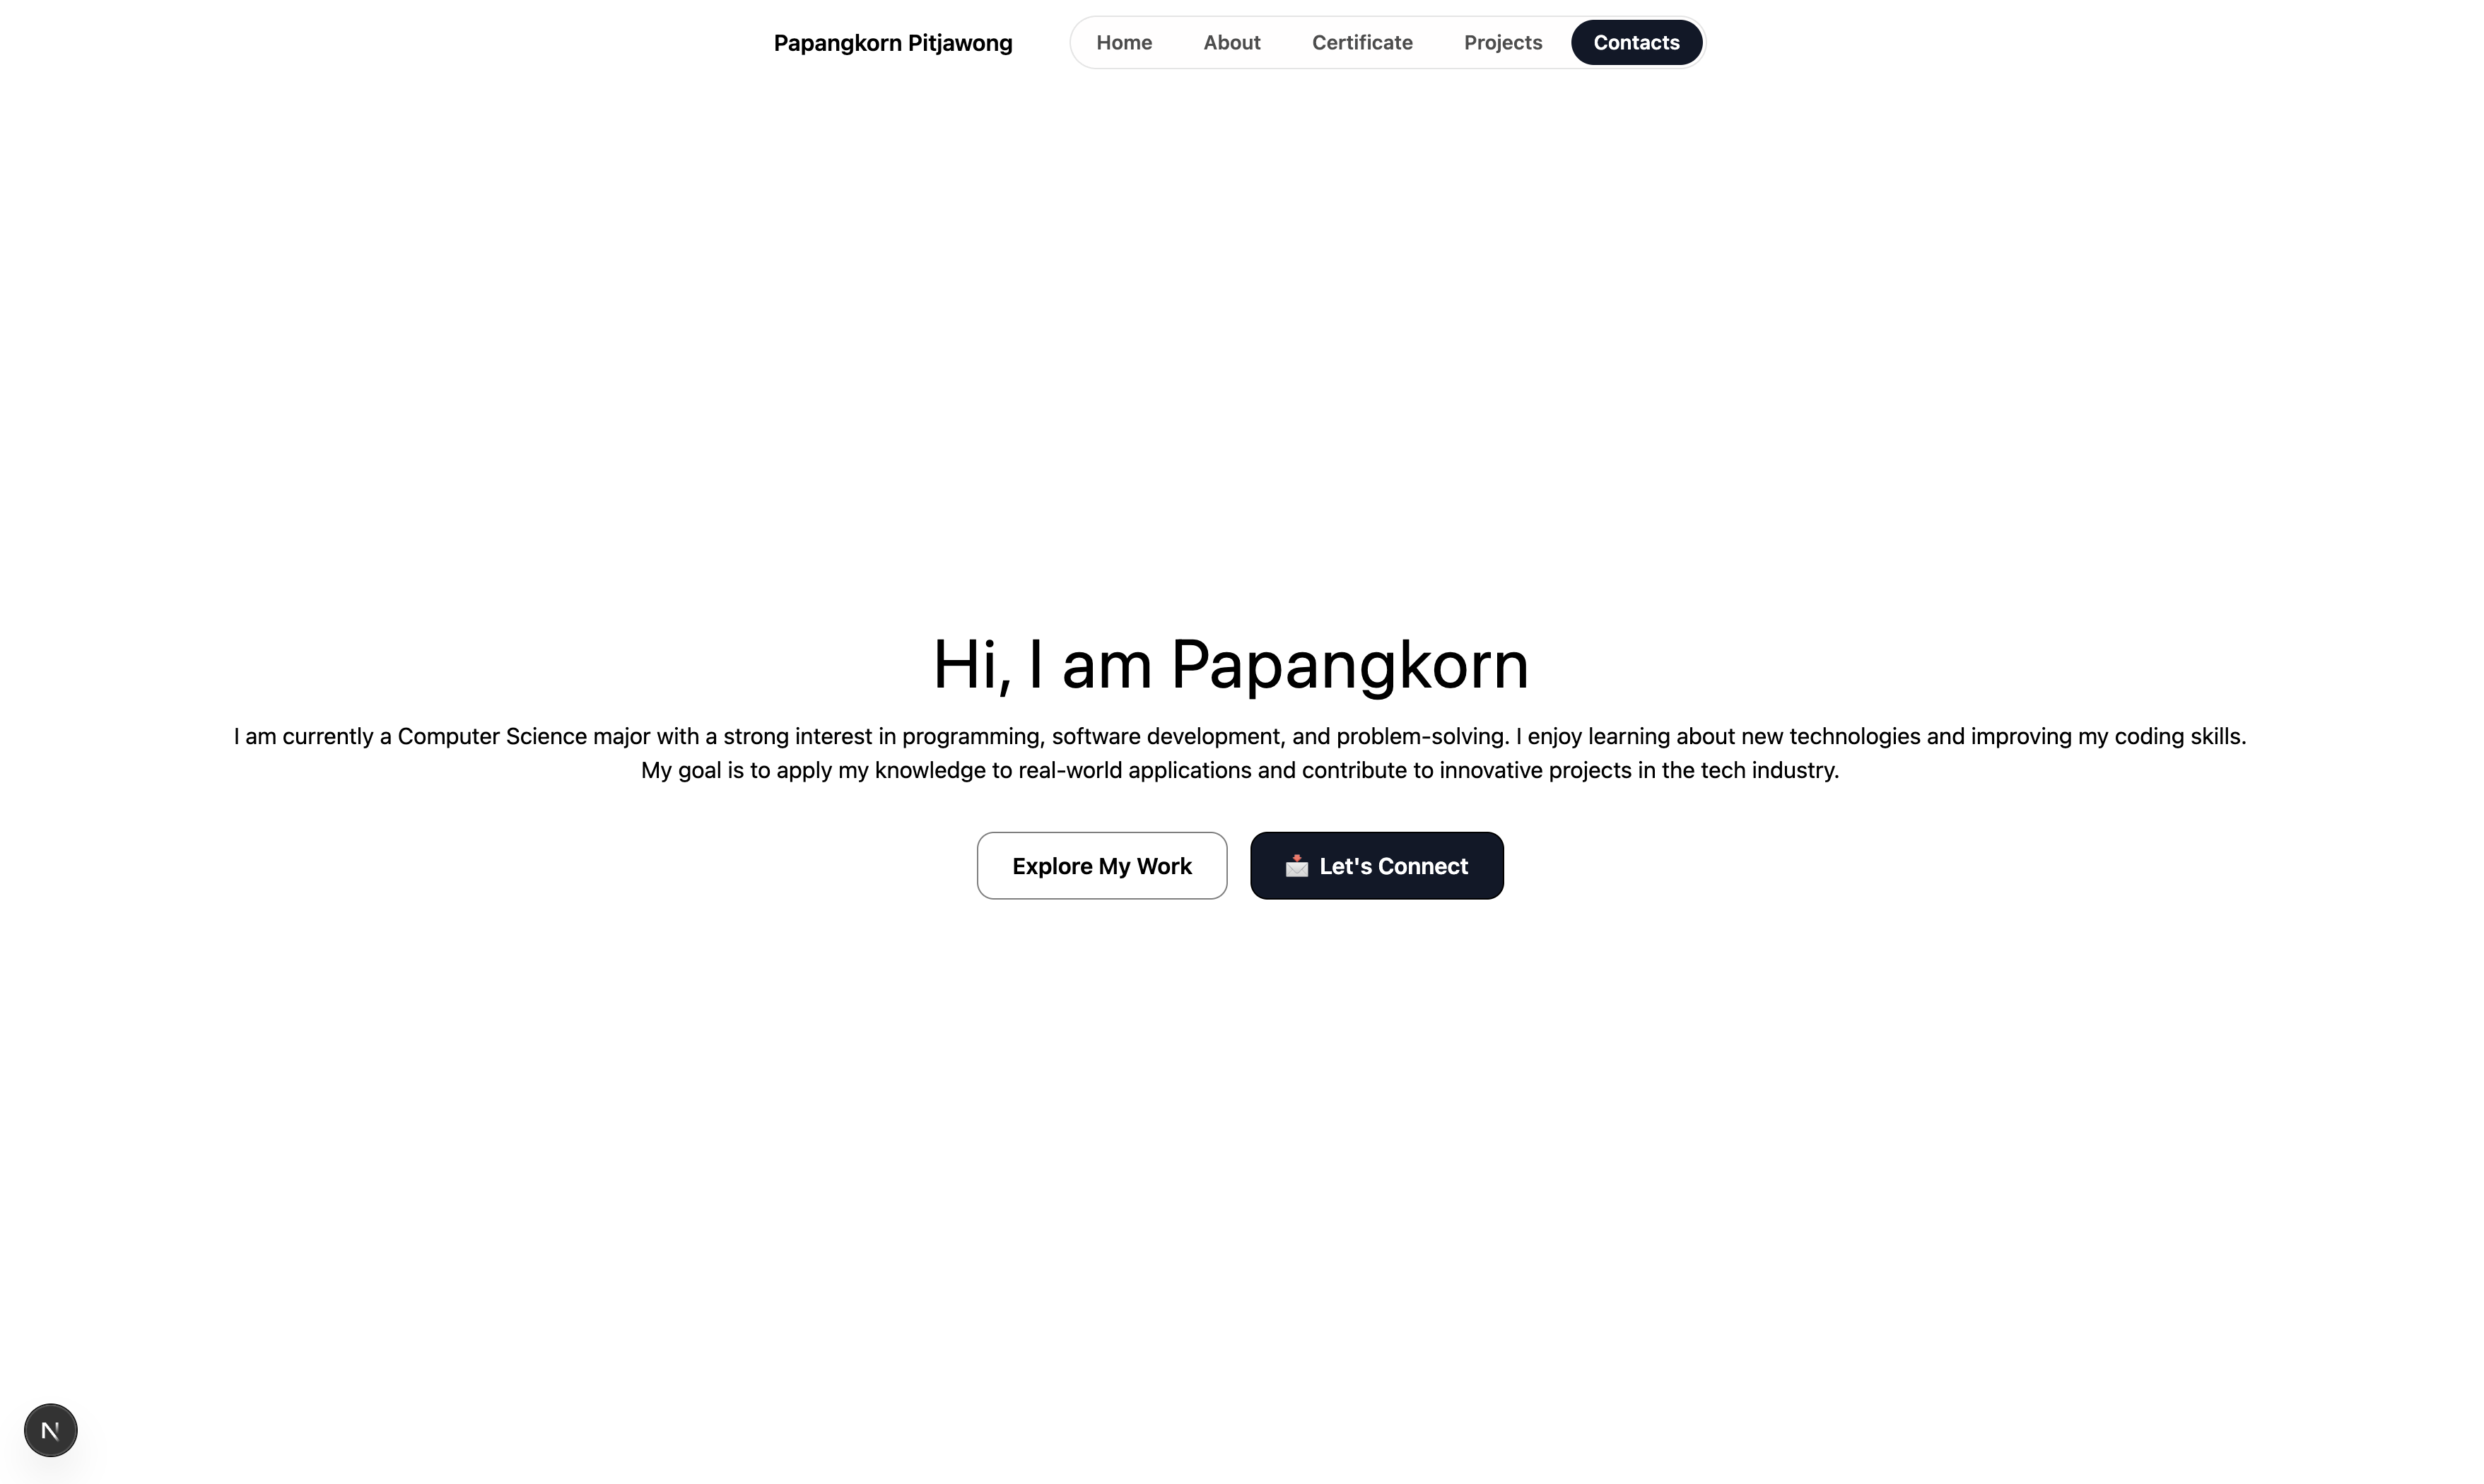 Papangkorn Pitjawong Home About Certificate Projects Contacts
Hi, I am Papangkorn
I am currently a Computer Science major with a strong interest in programming, software development, and problem-solving. I enjoy learning about new technologies and improving my coding skills.
My goal is to apply my knowledge to real-world applications and contribute to innovative projects in the tech industry.
Explore My Work 📩 Let's Connect
N